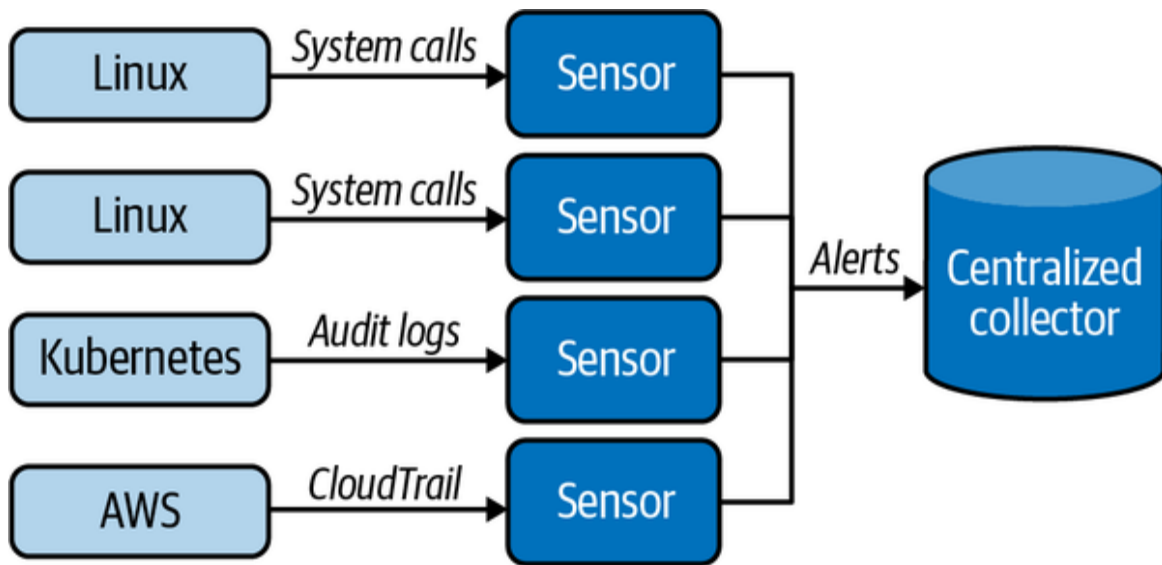 Linux
System calls
Sensor
Linux
System calls
Sensor
Alerts
Centralized
collector
Kubernetes
Audit logs
Sensor
AWS
CloudTrail
Sensor